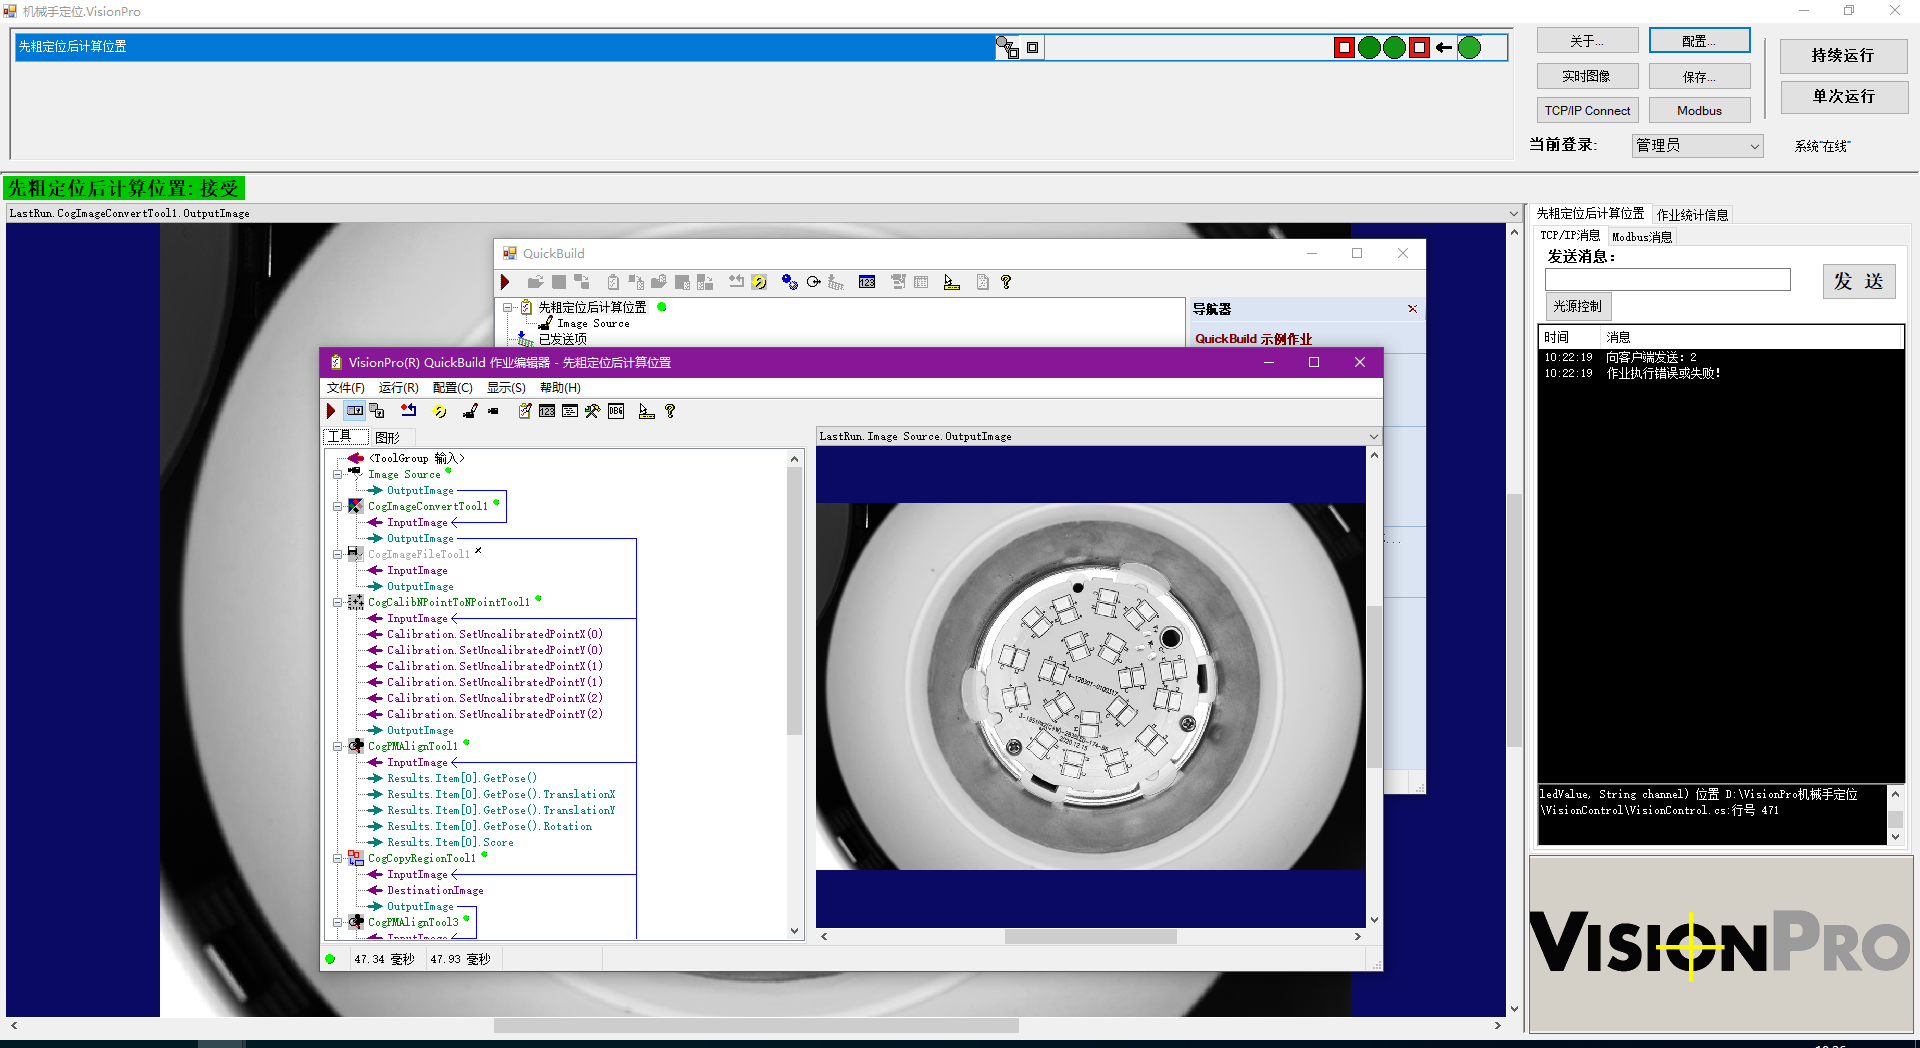 机械手定位.VisionPro
先粗定位后计算位置
关于...
配置...
实时图像
保存...
TCP/IP Connect
Modbus
持续运行
单次运行
当前登录:
管理员
系统"在线"
先粗定位后计算位置: 接受
LastRun.CogImageConvertTool1.OutputImage
QuickBuild
先粗定位后计算位置
Image Source
已发送项
导航器
QuickBuild 示例作业
VisionPro(R) QuickBuild 作业编辑器 - 先粗定位后计算位置
文件(F) 运行(R) 配置(C) 显示(S) 帮助(H)
工具
图形
<ToolGroup 输入>
Image Source
OutputImage
CogImageConvertTool1
InputImage
OutputImage
CogImageFileTool1
InputImage
OutputImage
CogCalibNPointToNPointTool1
InputImage
Calibration.SetUncalibratedPointX(0)
Calibration.SetUncalibratedPointY(0)
Calibration.SetUncalibratedPointX(1)
Calibration.SetUncalibratedPointY(1)
Calibration.SetUncalibratedPointX(2)
Calibration.SetUncalibratedPointY(2)
OutputImage
CogPMAlignTool1
InputImage
Results.Item[0].GetPose()
Results.Item[0].GetPose().TranslationX
Results.Item[0].GetPose().TranslationY
Results.Item[0].GetPose().Rotation
Results.Item[0].Score
CogCopyRegionTool1
InputImage
DestinationImage
OutputImage
CogPMAlignTool3
InputImage
47.34 毫秒
47.93 毫秒
LastRun.Image Source.OutputImage
先粗定位后计算位置
作业统计信息
TCP/IP消息
Modbus消息
发送消息:
发 送
光源控制
时间
消息
10:22:19 向客户端发送: 2
10:22:19 作业执行错误或失败!
ledValue, String channel) 位置 D:\VisionPro机械手定位
\VisionControl\VisionControl.cs:行号 471
VISIONPRO